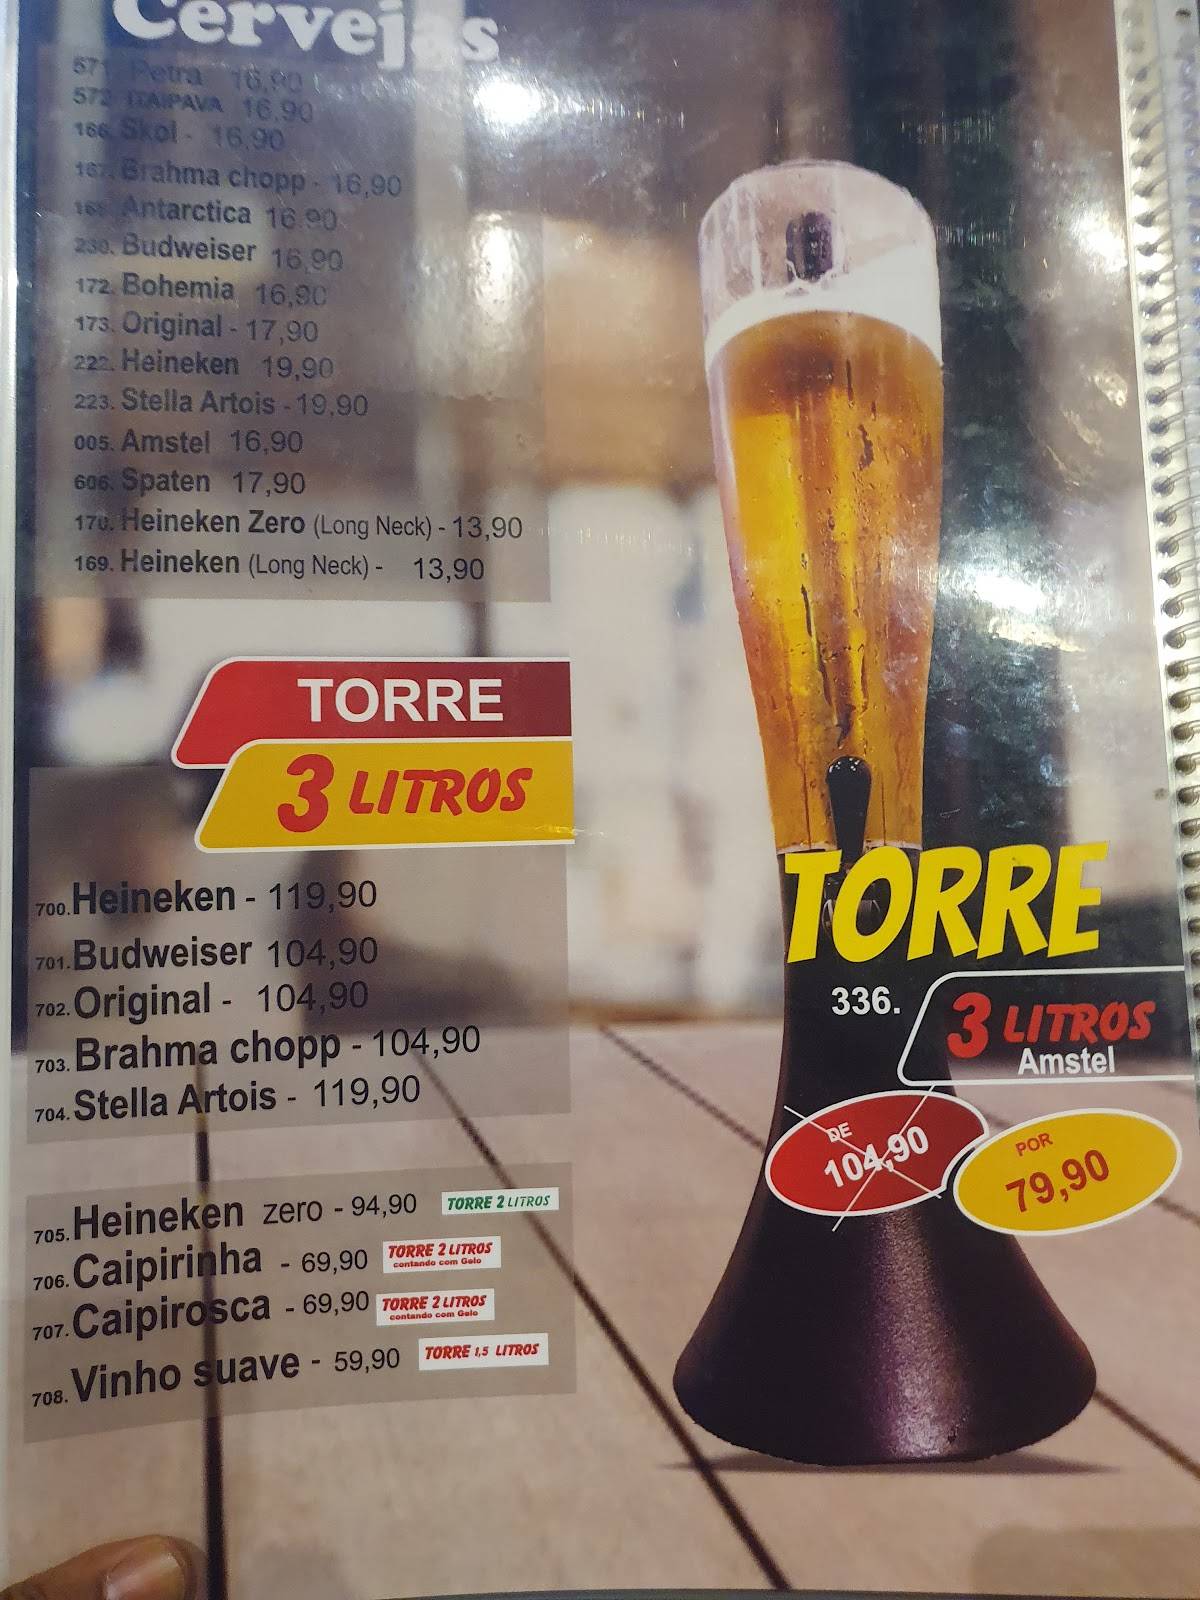 Cervejas
571 Petra 16,90
572 ITAIPAVA 16,90
166. Skol - 16,90
167. Brahma chopp - 16,90
165. Antarctica 16,90
230. Budweiser 16,90
172. Bohemia 16,90
173. Original - 17,90
222. Heineken 19,90
223. Stella Artois - 19,90
005. Amstel 16,90
606. Spaten 17,90
170. Heineken Zero (Long Neck) - 13,90
169. Heineken (Long Neck) - 13,90
TORRE
3 LITROS
700. Heineken - 119,90
701. Budweiser 104,90
702. Original - 104,90
703. Brahma chopp - 104,90
704. Stella Artois - 119,90
705. Heineken zero - 94,90 TORRE 2 LITROS
706. Caipirinha - 69,90 TORRE 2 LITROS
contando com Gelo
707. Caipirosca - 69,90 TORRE 2 LITROS
contando com Gelo
708. Vinho suave - 59,90 TORRE 1,5 LITROS
TORRE
336. 3 LITROS
Amstel
DE
104,90
POR
79,90